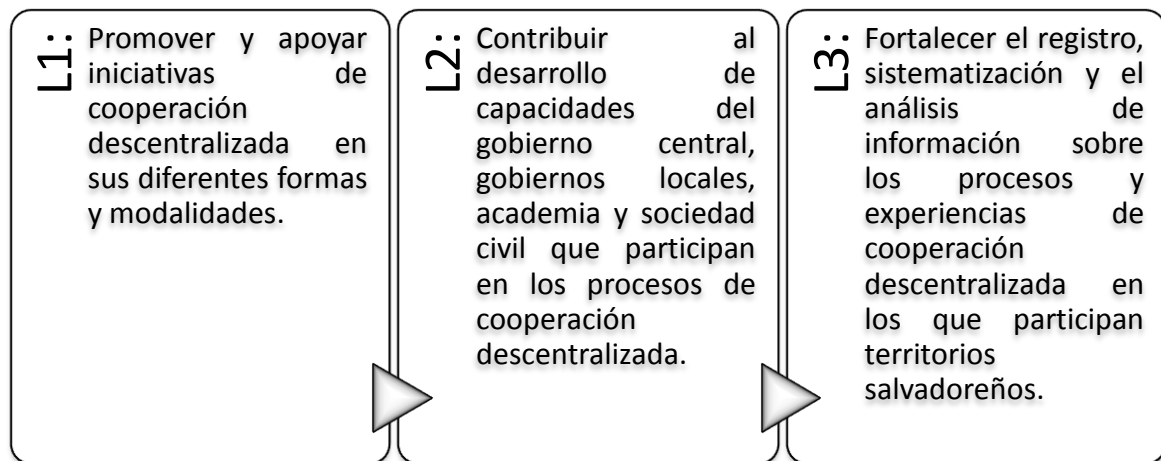 L1:
Promover y apoyar
iniciativas de
cooperación
descentralizada en
sus diferentes formas
y modalidades.
L2:
Contribuir al
desarrollo de
capacidades del
gobierno central,
gobiernos locales,
academia y sociedad
civil que participan
en los procesos de
cooperación
descentralizada.
L3:
Fortalecer el registro,
sistematización y el
análisis de
información sobre
los procesos y
experiencias de
cooperación
descentralizada en
los que participan
territorios
salvadoreños.